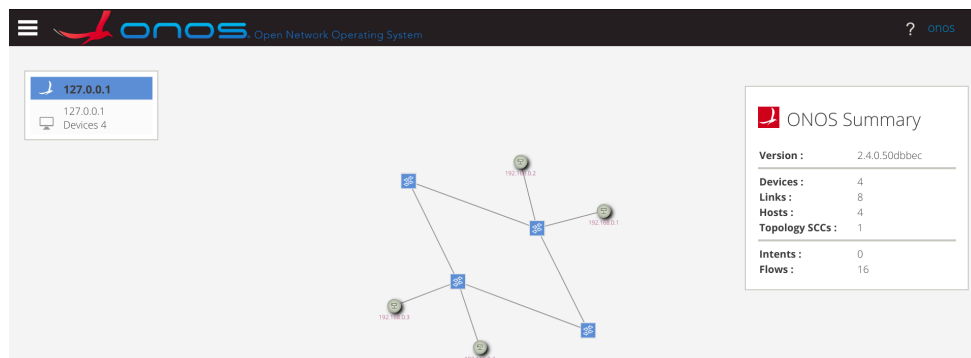 onos. Open Network Operating System
? onos
127.0.0.1
127.0.0.1
Devices 4
ONOS Summary
Version : 2.4.0.50dbbec
Devices : 4
Links : 8
Hosts : 4
Topology SCCs : 1
Intents : 0
Flows : 16
192.168.0.2
192.168.0.1
192.168.0.3